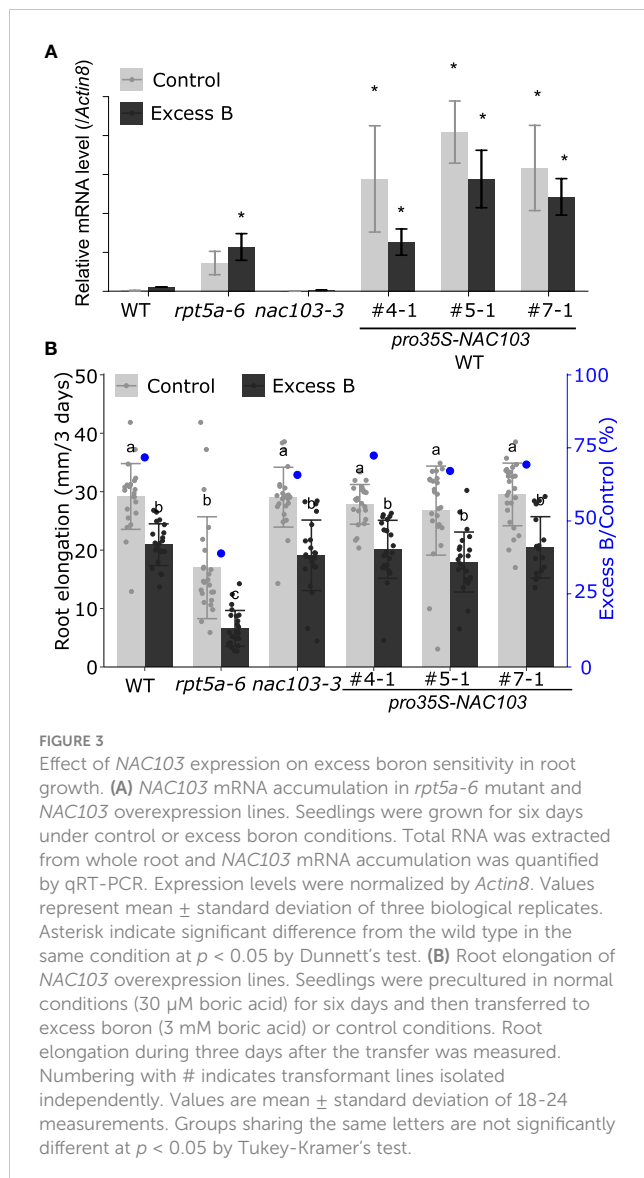 A
Control
Excess B
Relative mRNA level (/Actin8)
* * * * * * *
WT rpt5a-6 nac103-3 #4-1 #5-1 #7-1
pro35S-NAC103
WT
B
Control Excess B
Root elongation (mm/3 days)
50
40
30
20
10
0
a b b c a b a b a b a b
100
75
50
25
0
Excess B/Control (%)
WT rpt5a-6 nac103-3 #4-1 #5-1 #7-1
pro35S-NAC103
FIGURE 3
Effect of NAC103 expression on excess boron sensitivity in root
growth. (A) NAC103 mRNA accumulation in rpt5a-6 mutant and
NAC103 overexpression lines. Seedlings were grown for six days
under control or excess boron conditions. Total RNA was extracted
from whole root and NAC103 mRNA accumulation was quantified
by qRT-PCR. Expression levels were normalized by Actin8. Values
represent mean ± standard deviation of three biological replicates.
Asterisk indicate significant difference from the wild type in the
same condition at p < 0.05 by Dunnett’s test. (B) Root elongation of
NAC103 overexpression lines. Seedlings were precultured in normal
conditions (30 µM boric acid) for six days and then transferred to
excess boron (3 mM boric acid) or control conditions. Root
elongation during three days after the transfer was measured.
Numbering with # indicates transformant lines isolated
independently. Values are mean ± standard deviation of 18-24
measurements. Groups sharing the same letters are not significantly
different at p < 0.05 by Tukey-Kramer’s test.